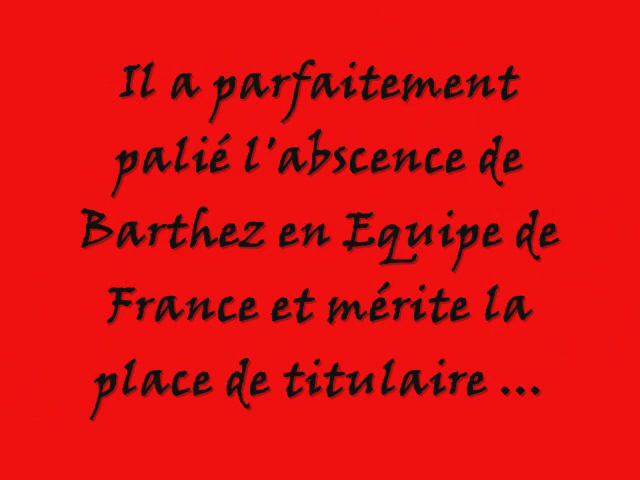 Il a parfaitement
palié l'abscence de
Barthez en Equipe de
France et mérite la
place de titulaire ...